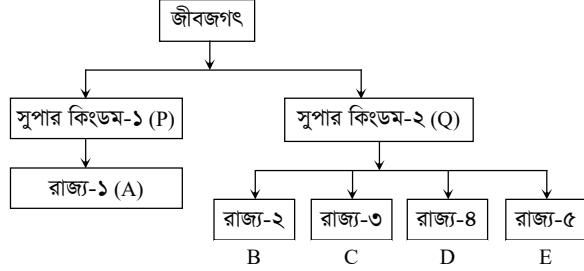 জীবজগৎ
সুপার কিংডম-১ (P)
সুপার কিংডম-২ (Q)
রাজ্য-১ (A)
রাজ্য-২
রাজ্য-৩
রাজ্য-৪
রাজ্য-৫
B
C
D
E